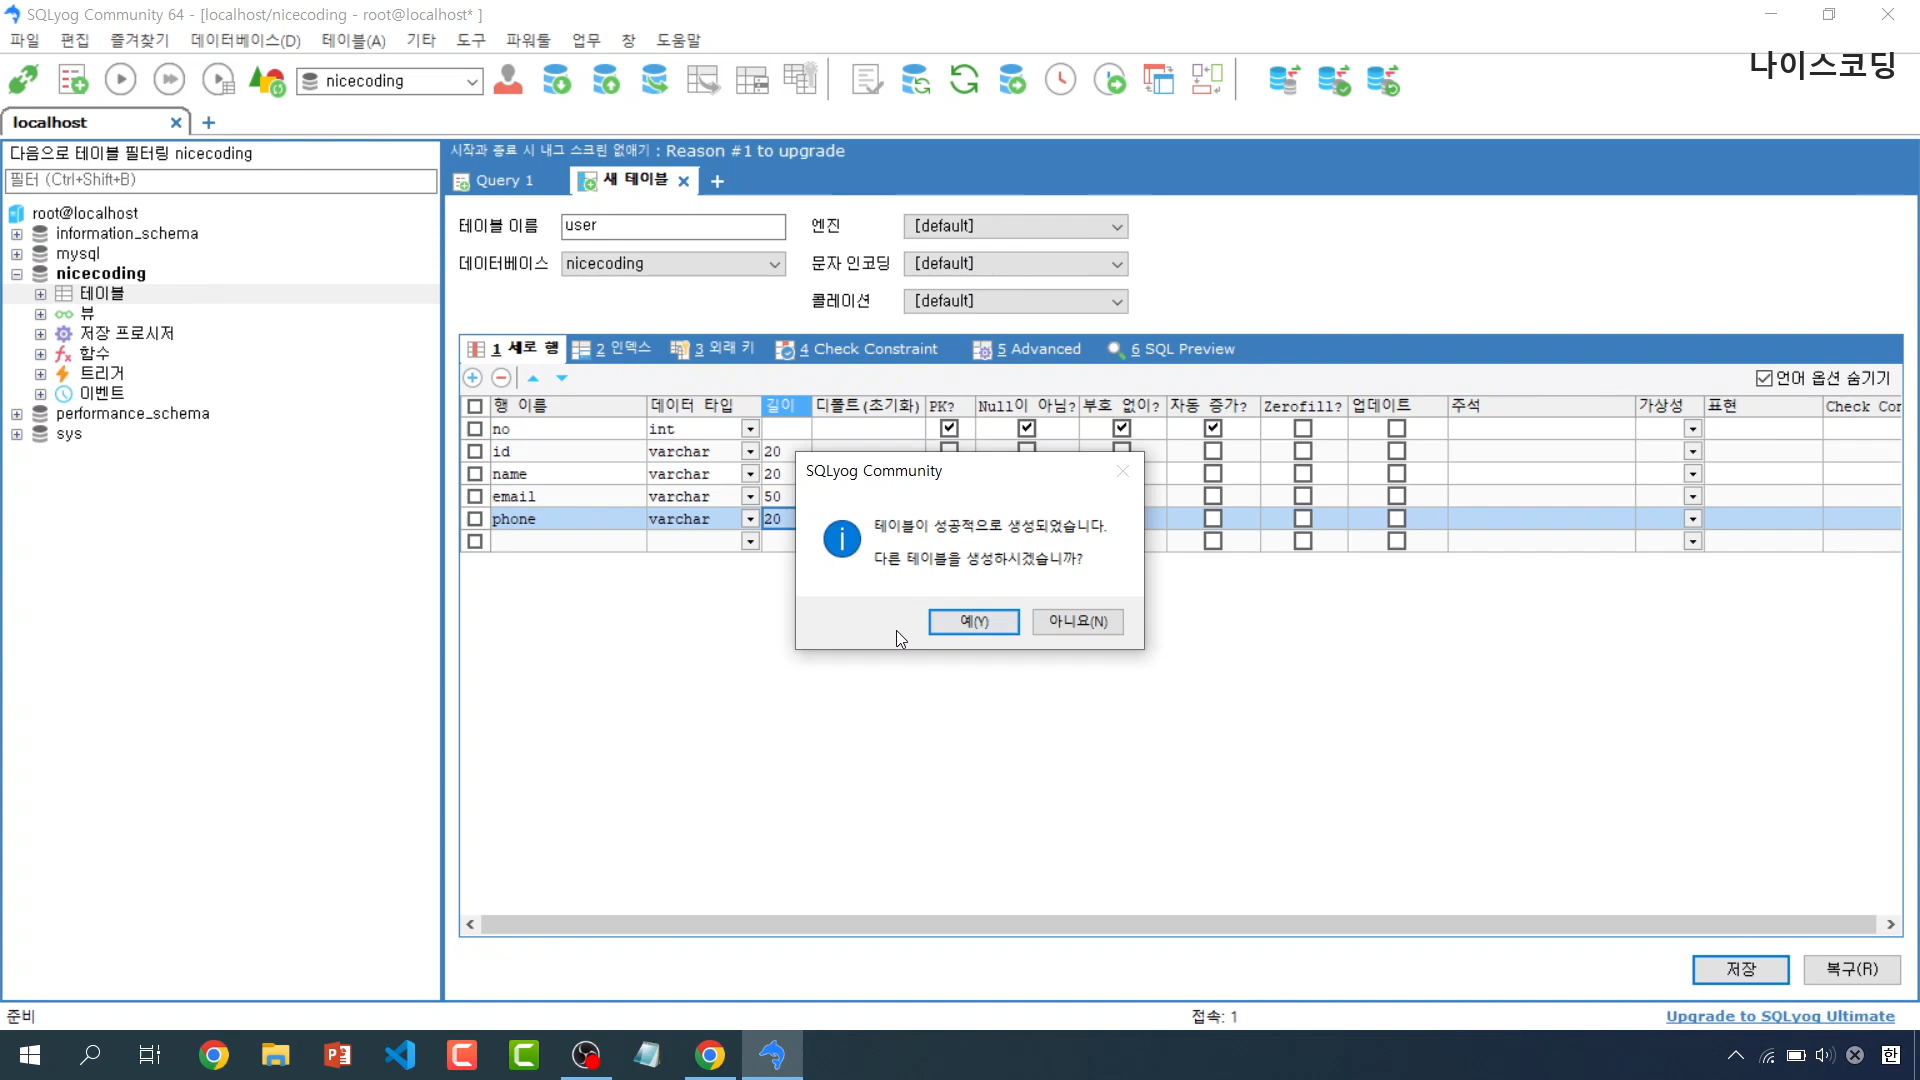 SQLyog Community 64 - [localhost/nicecoding - root@localhost* ]
파일 편집 즐겨찾기 데이터베이스(D) 테이블(A) 기타 도구 파워툴 업무 창 도움말
nicecoding
나이스코딩
localhost
다음으로 테이블 필터링 nicecoding
필터 (Ctrl+Shift+B)
root@localhost
information_schema
mysql
nicecoding
테이블
뷰
저장 프로시저
함수
트리거
이벤트
performance_schema
sys
시작과 종료 시 내그 스크린 없애기 : Reason #1 to upgrade
Query 1 새 테이블
테이블 이름 user 엔진 [default]
데이터베이스 nicecoding 문자 인코딩 [default]
콜레이션 [default]
1 세로 행 2 인덱스 3 외래 키 4 Check Constraint 5 Advanced 6 SQL Preview
언어 옵션 숨기기
행 이름 데이터 타입 길이 디폴트(초기화) PK? Null이 아님? 부호 없이? 자동 증가? Zerofill? 업데이트 주석 가상성 표현 Check Cor
no int
id varchar 20
name varchar 20
email varchar 50
phone varchar 20
SQLyog Community
테이블이 성공적으로 생성되었습니다.
다른 테이블을 생성하시겠습니까?
예(Y) 아니요(N)
저장 복구(R)
준비 접속: 1 Upgrade to SQLyog Ultimate
한